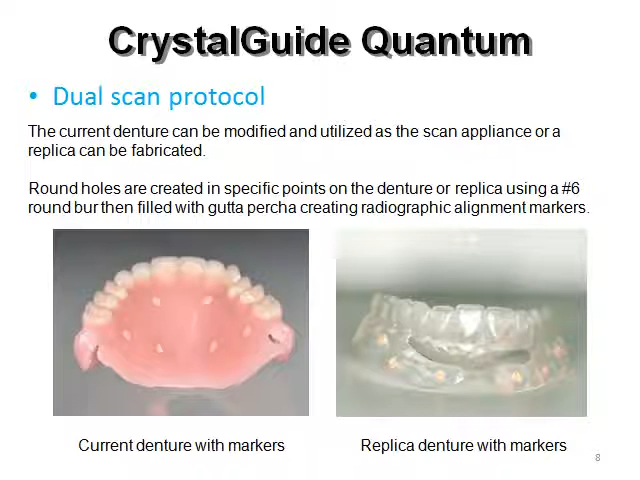 CrystalGuide Quantum
• Dual scan protocol
The current denture can be modified and utilized as the scan appliance or a
replica can be fabricated.
Round holes are created in specific points on the denture or replica using a #6
round bur then filled with gutta percha creating radiographic alignment markers.
Current denture with markers
Replica denture with markers
8